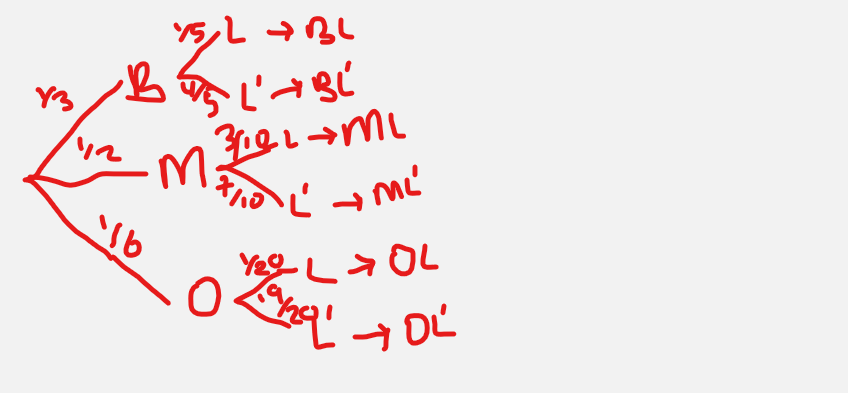 1/5 L → BL
1/3 B
4/5 L' → BL'
1/2 M
3/10 L → ML
7/10 L' → ML'
1/6 O
1/20 L → OL
19/20 L' → OL'